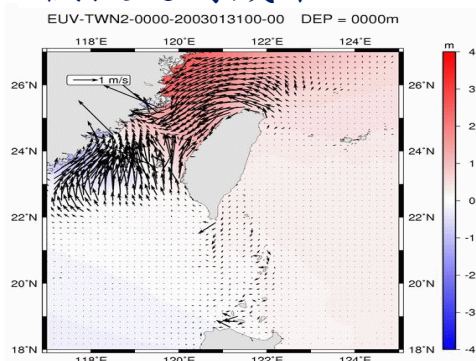 EUV-TWN2-0000-2003013100-00 DEP = 0000m
118°E 120°E 122°E 124°E
m
26°N 26°N
1 m/s
24°N 24°N
22°N 22°N
20°N 20°N
18°N 18°N
118°E 120°E 122°E 124°E
4
3
2
1
0
-1
-2
-3
-4